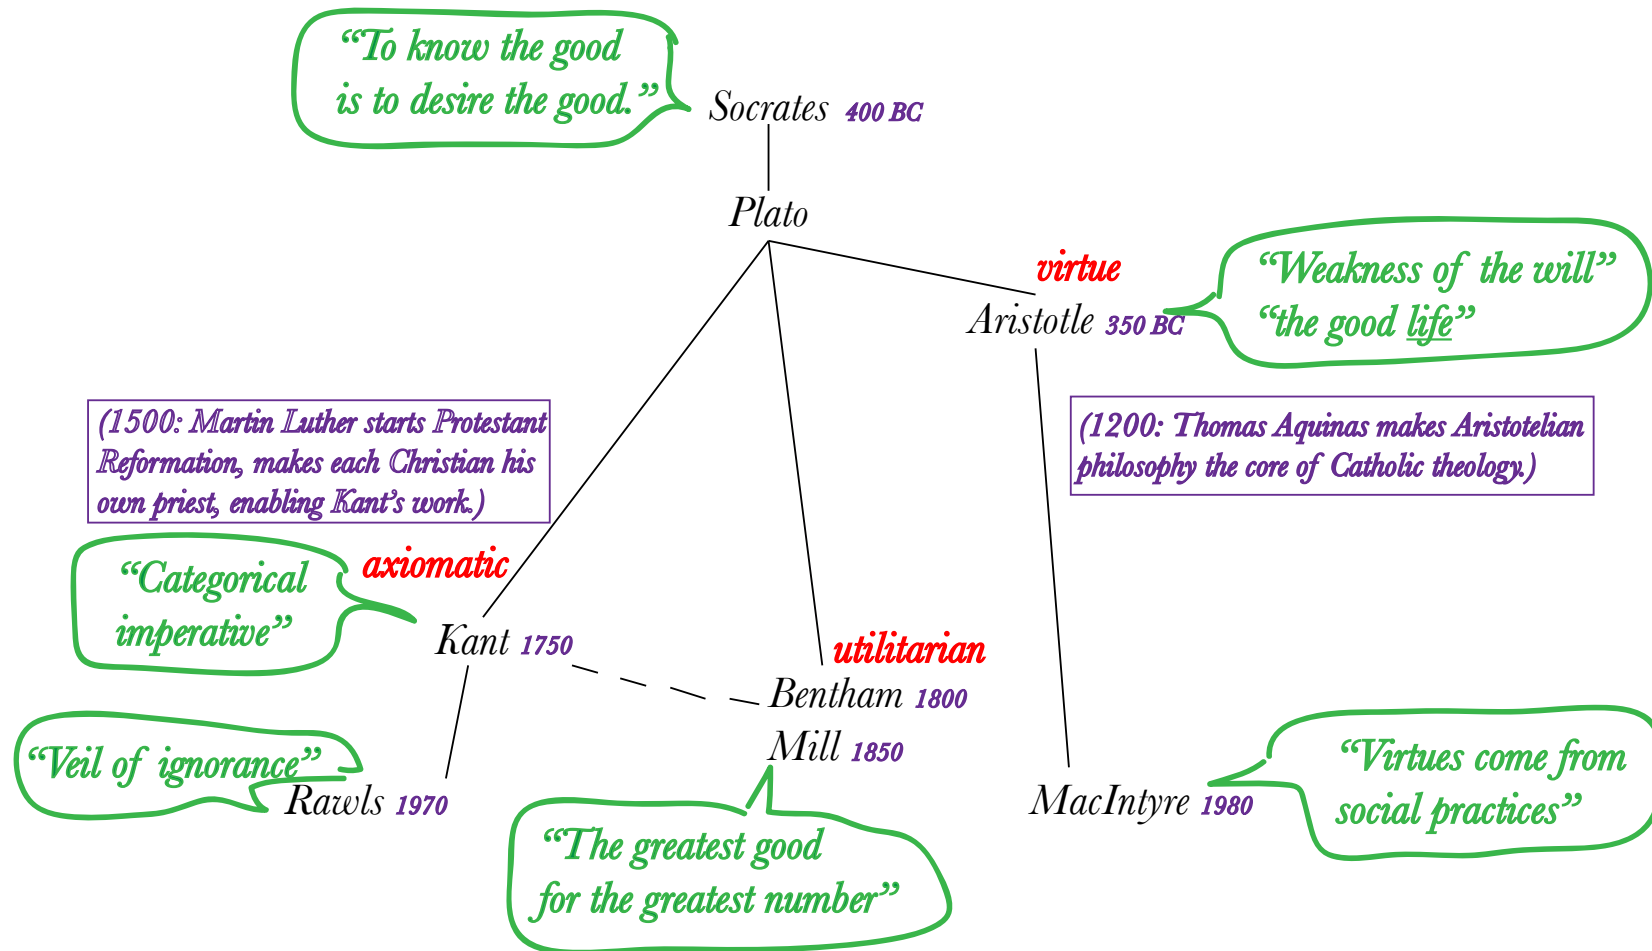 “To know the good
is to desire the good.”
Socrates 400 BC
Plato
virtue
Aristotle 350 BC
“Weakness of the will”
“the good life”
(1500: Martin Luther starts Protestant
Reformation, makes each Christian his
own priest, enabling Kant’s work.)
(1200: Thomas Aquinas makes Aristotelian
philosophy the core of Catholic theology.)
“Categorical
imperative”
axiomatic
Kant 1750
utilitarian
Bentham 1800
Mill 1850
“Veil of ignorance”
Rawls 1970
MacIntyre 1980
“Virtues come from
social practices”
“The greatest good
for the greatest number”